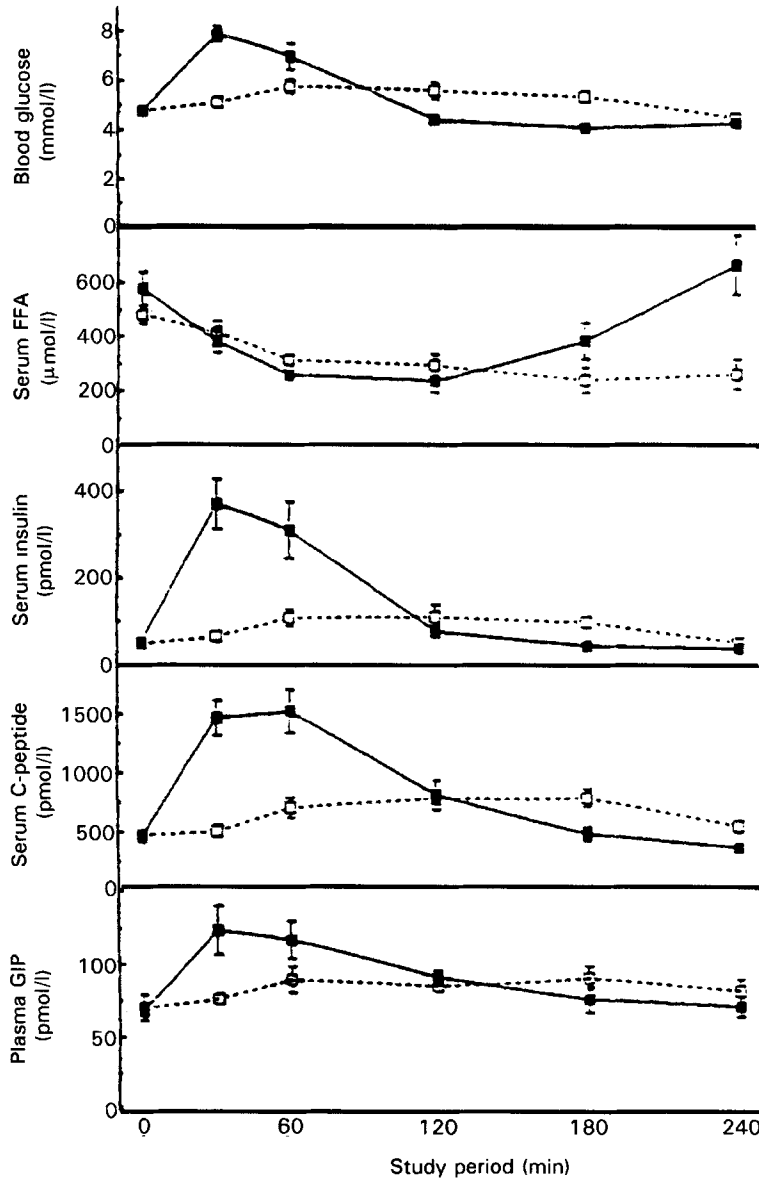 Blood glucose
(mmol/l)
8
6
4
2
0
Serum FFA
(μmol/l)
600
400
200
0
Serum insulin
(pmol/l)
400
200
0
Serum C-peptide
(pmol/l)
1500
1000
500
0
Plasma GIP
(pmol/l)
100
50
0
0 60 120 180 240
Study period (min)